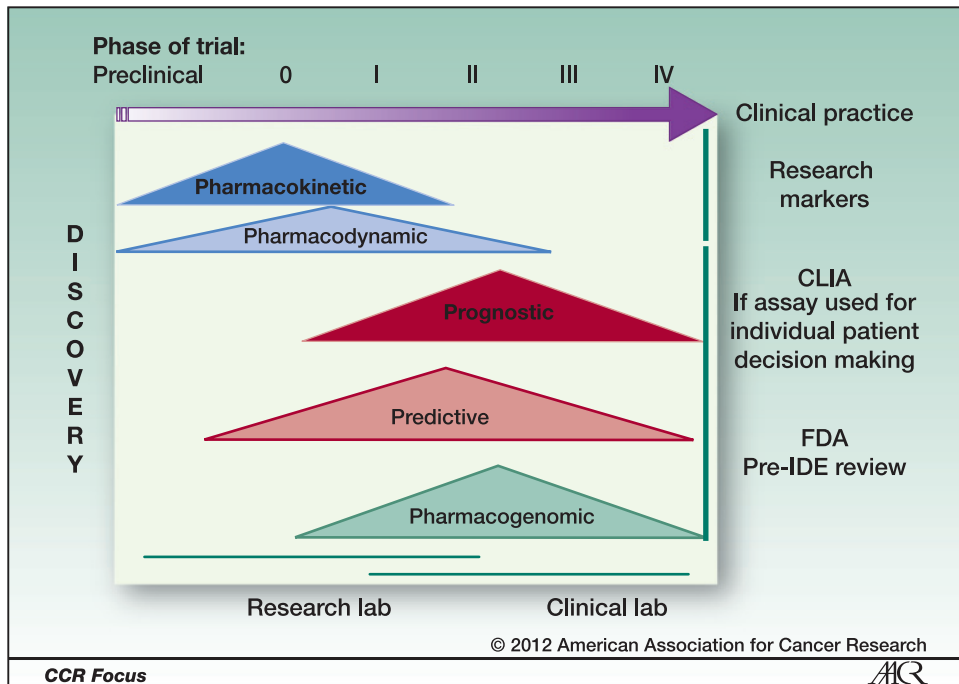 Phase of trial:
Preclinical 0 I II III IV
Clinical practice
Research
markers
Pharmacokinetic
Pharmacodynamic
DISCOVERY
Prognostic
CLIA
If assay used for
individual patient
decision making
Predictive
FDA
Pre-IDE review
Pharmacogenomic
Research lab Clinical lab
© 2012 American Association for Cancer Research
CCR Focus AACR